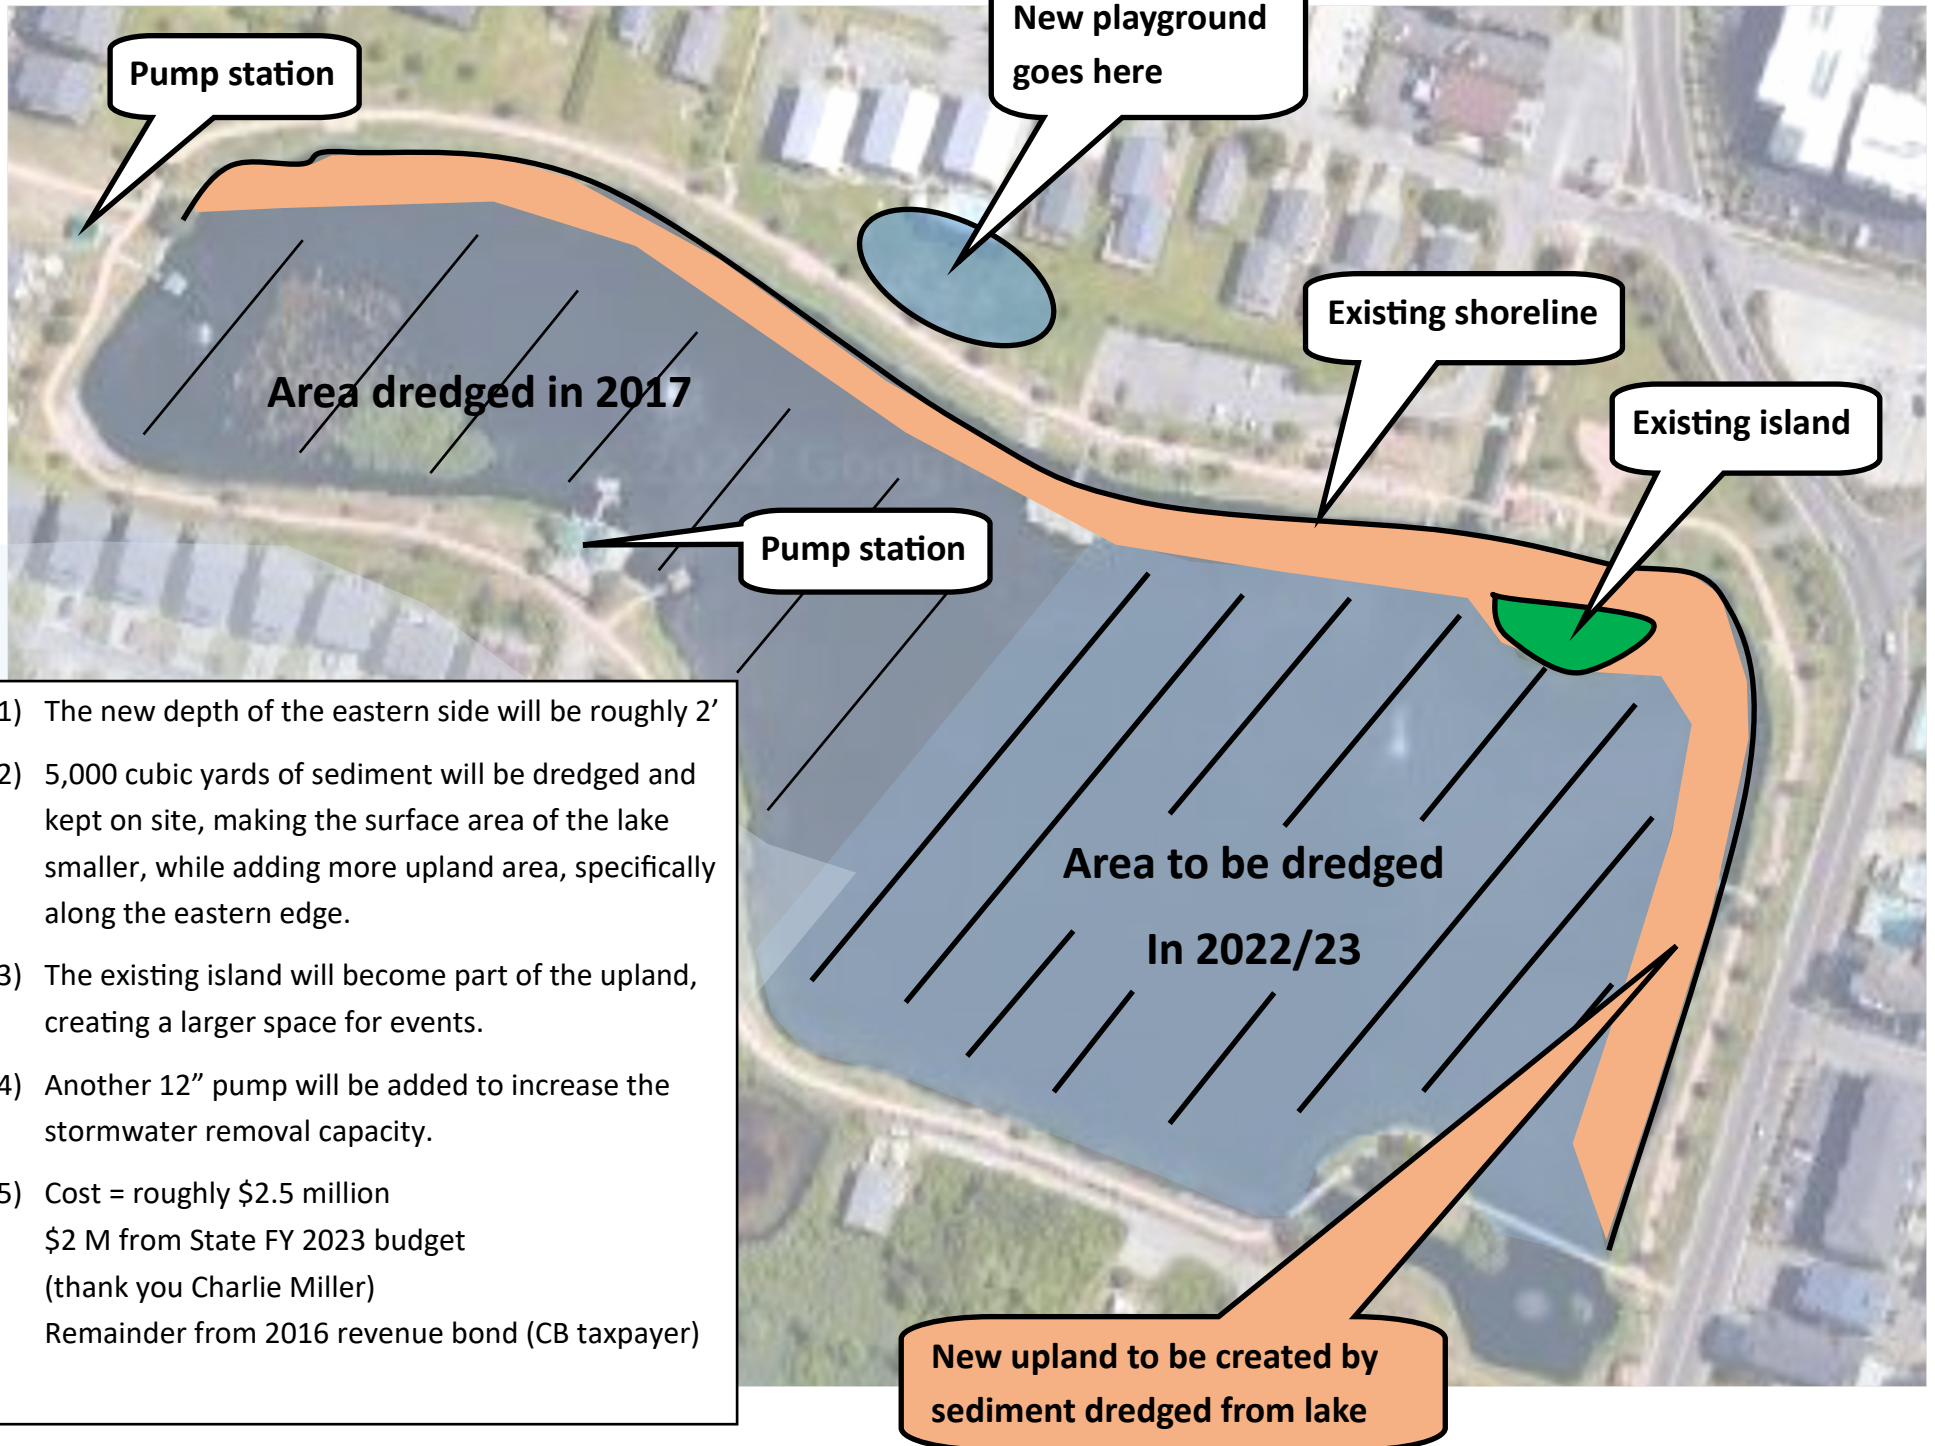 New playground
goes here
Pump station
Existing shoreline
Existing island
Area dredged in 2017
Pump station
1) The new depth of the eastern side will be roughly 2’
2) 5,000 cubic yards of sediment will be dredged and
kept on site, making the surface area of the lake
smaller, while adding more upland area, specifically
along the eastern edge.
3) The existing island will become part of the upland,
creating a larger space for events.
4) Another 12” pump will be added to increase the
stormwater removal capacity.
5) Cost = roughly $2.5 million
$2 M from State FY 2023 budget
(thank you Charlie Miller)
Remainder from 2016 revenue bond (CB taxpayer)
Area to be dredged
In 2022/23
New upland to be created by
sediment dredged from lake